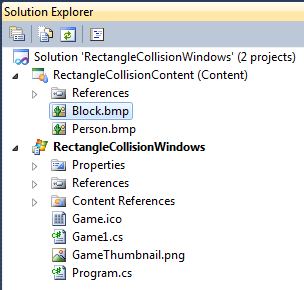 Solution Explorer
Solution 'RectangleCollisionWindows' (2 projects)
RectangleCollisionContent (Content)
References
Block.bmp
Person.bmp
RectangleCollisionWindows
Properties
References
Content References
Game.ico
Game1.cs
GameThumbnail.png
Program.cs